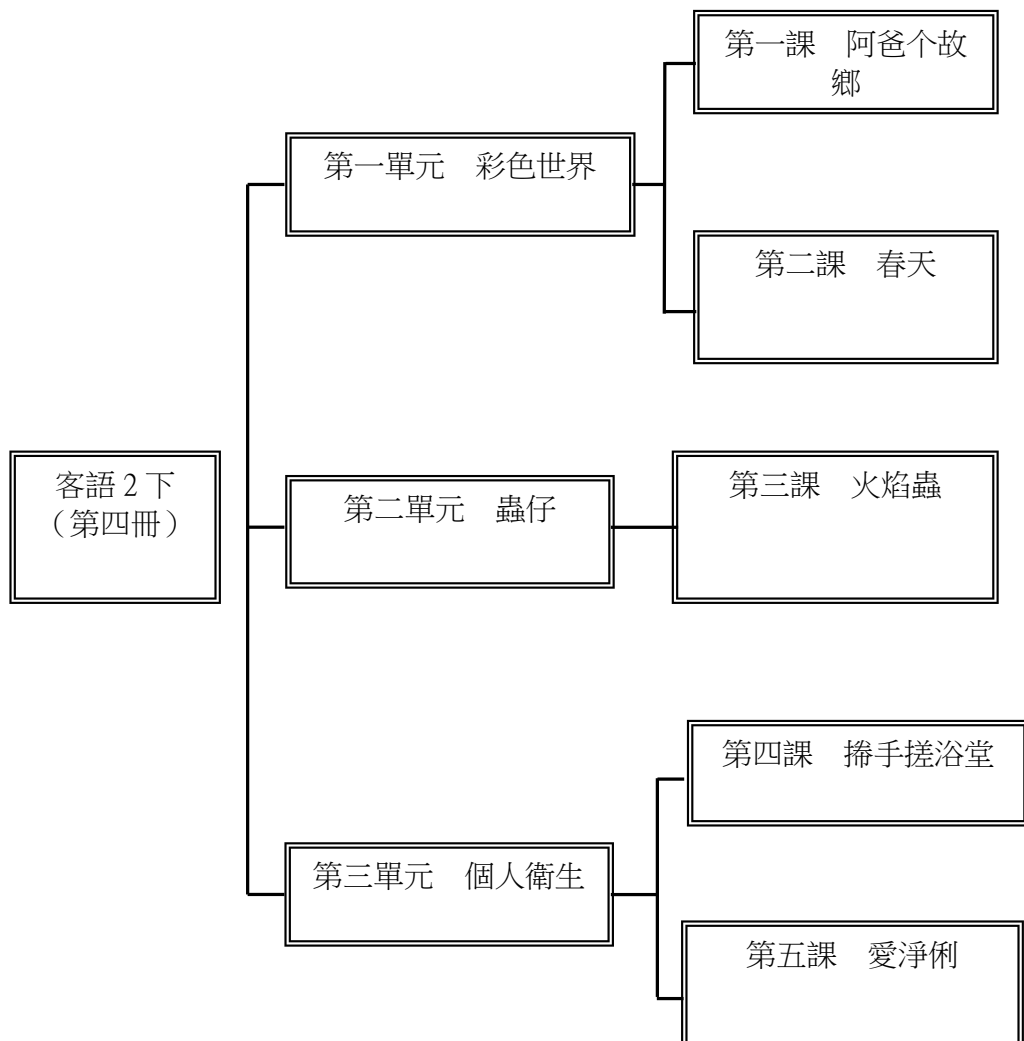 客語 2 下
（第四冊）
第一單元　彩色世界
第一課　阿爸个故
鄉
第二課　春天
第二單元　蟲仔
第三課　火焰蟲
第三單元　個人衛生
第四課　搼手搓浴堂
第五課　愛淨俐